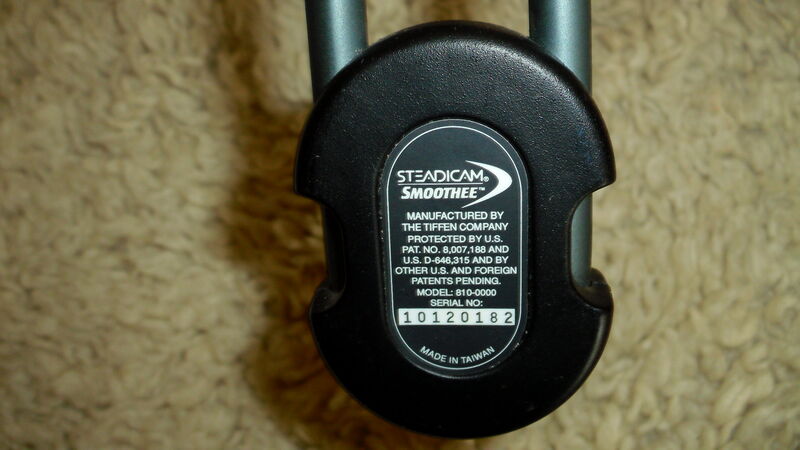 STEADICAM®
SMOOTHEE™
MANUFACTURED BY
THE TIFFEN COMPANY
PROTECTED BY U.S.
PAT. NO. 8,007,188 AND
U.S. D-646,315 AND BY
OTHER U.S. AND FOREIGN
PATENTS PENDING.
MODEL: 810-0000
SERIAL NO:
10120182
MADE IN TAIWAN